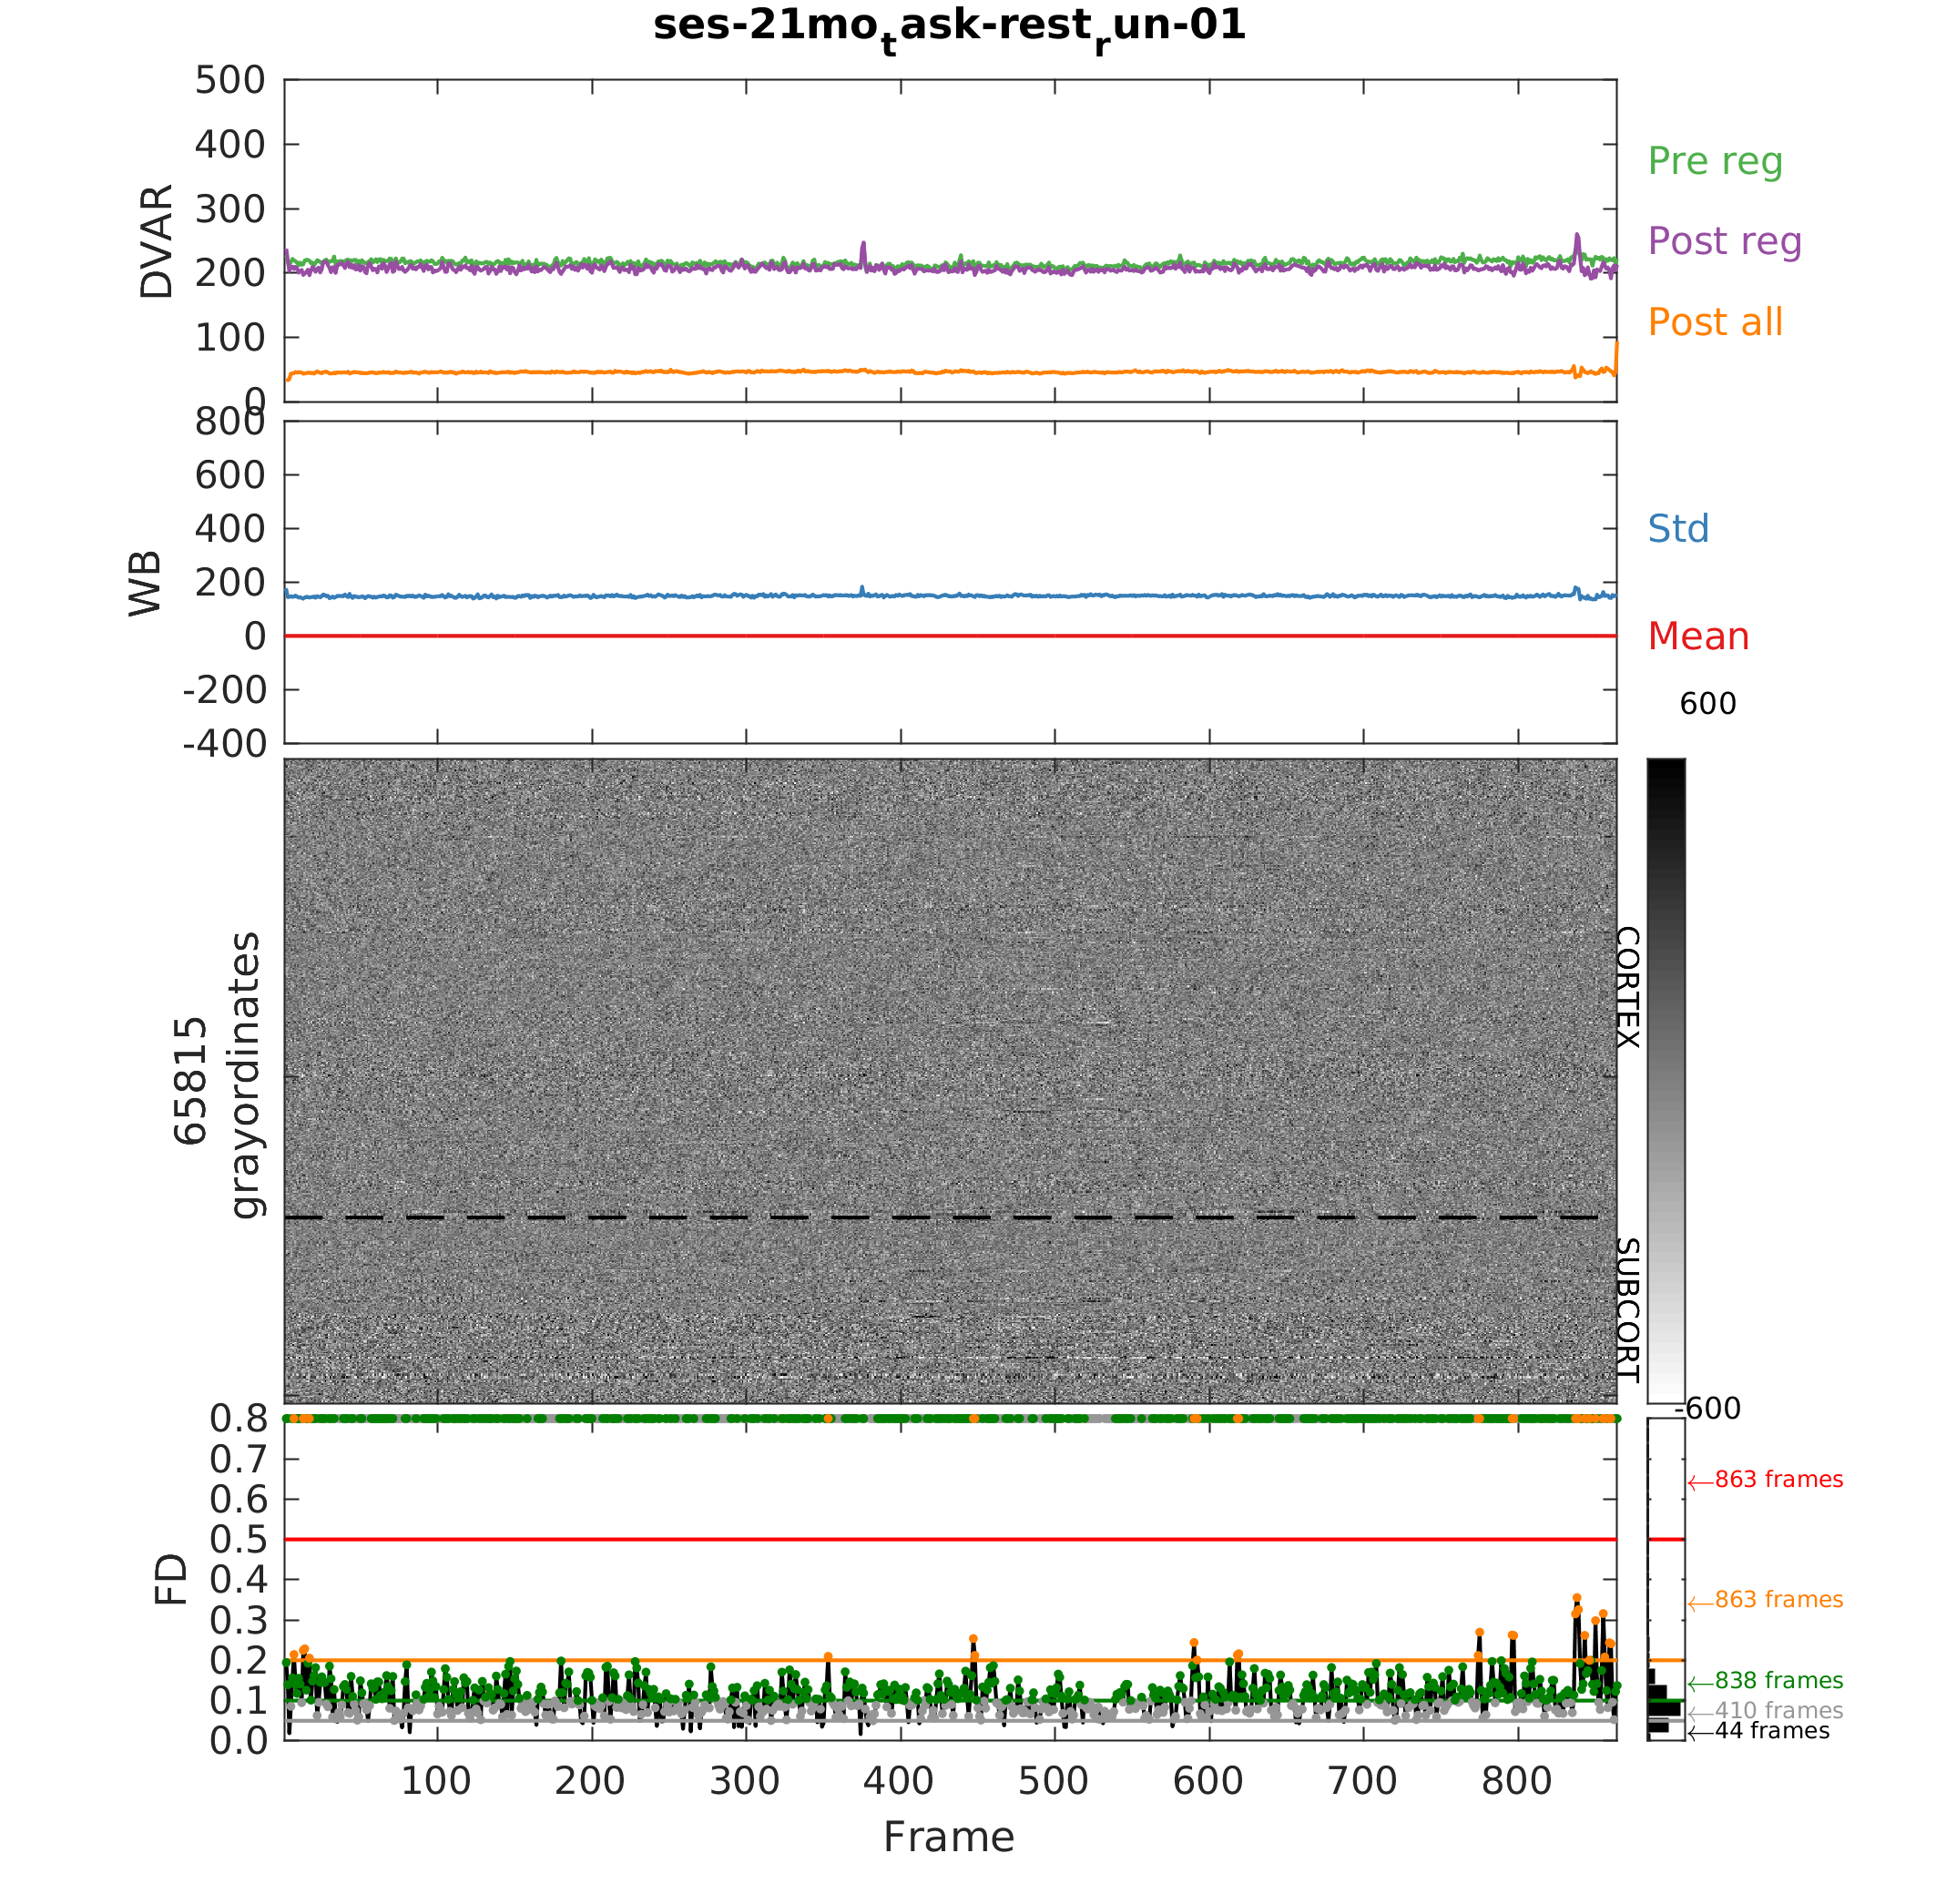 ses-21mo_task-rest_run-01
500
400
300
200
100
0
DVAR
Pre reg
Post reg
Post all
800
600
400
200
0
-200
-400
WB
Std
Mean
600
65815
grayordinates
CORTEX
SUBCORT
-600
0.8
0.7
0.6
0.5
0.4
0.3
0.2
0.1
0.0
FD
←863 frames
←863 frames
←838 frames
←410 frames
←44 frames
100 200 300 400 500 600 700 800
Frame